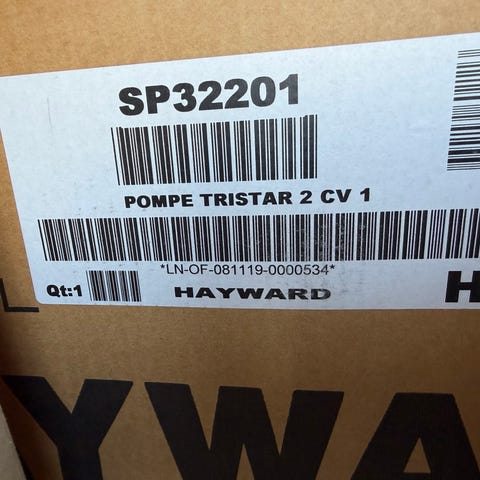 SP32201
POMPE TRISTAR 2 CV 1
*LN-OF-081119-0000534*
Qt:1 HAYWARD H
L
YWA